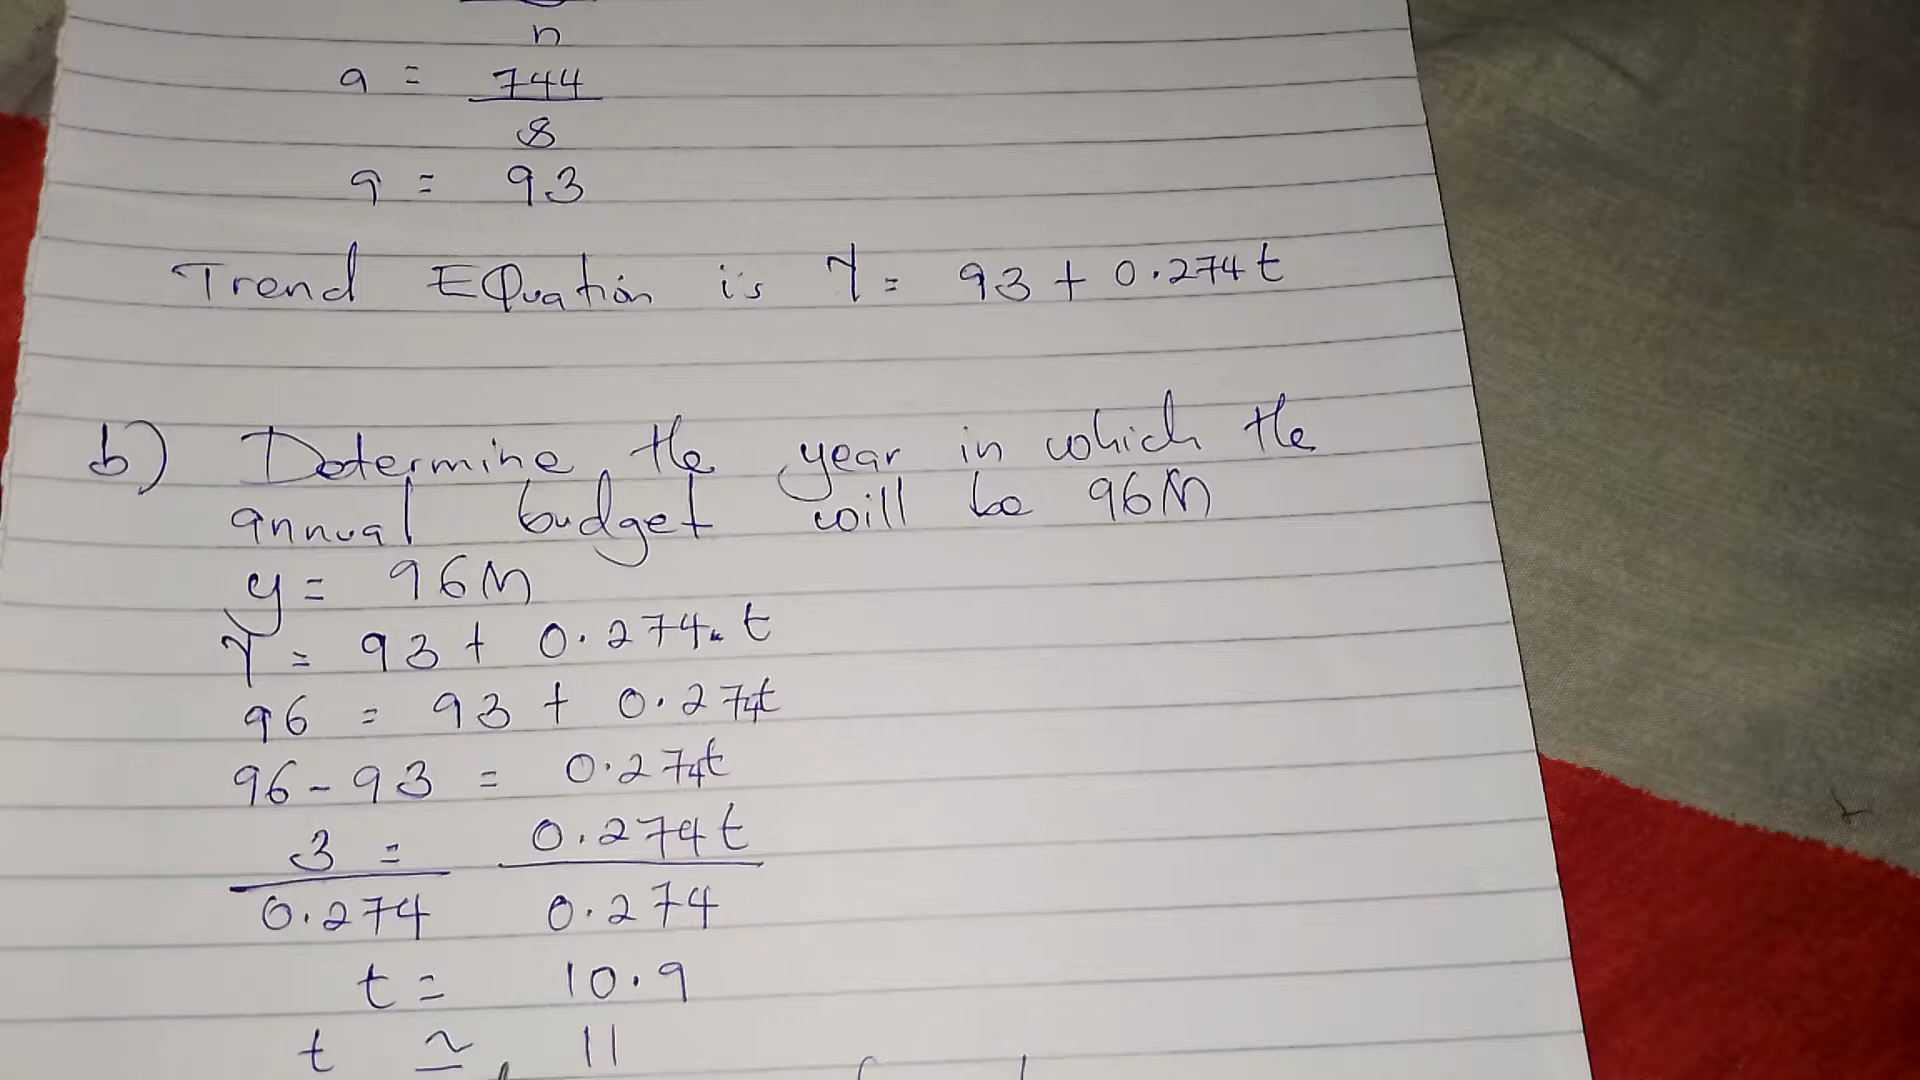 n
a = 744
8
a = 93
Trend EQuation is Y = 93 + 0.274t
b) Determine the year in which the
annual budget will be 96M
y = 96M
Y = 93 + 0.274. t
96 = 93 + 0.274t
96 - 93 = 0.274t
3 = 0.274t
0.274 0.274
t = 10.9
t ≃ 11